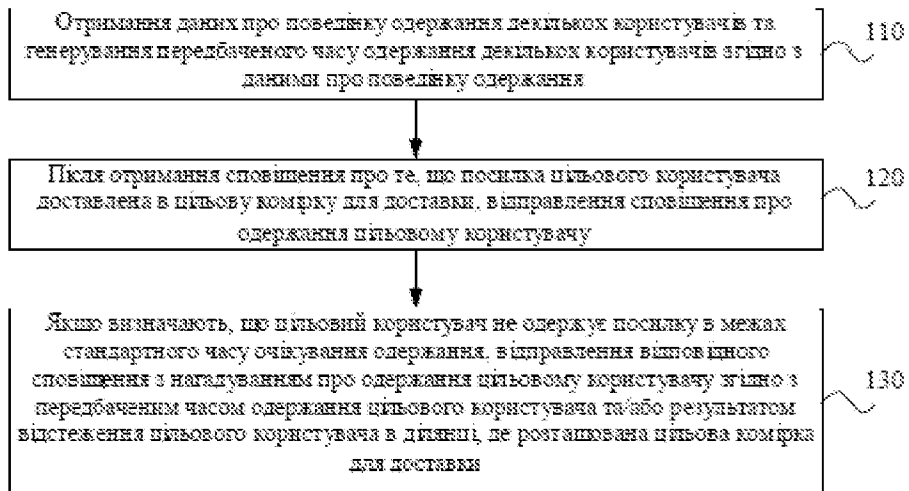 Отримання даних про поведінку одержання декількох користувачів та
генерування передбаченого часу одержання декількох користувачів згідно з
даними про поведінку одержання
110
Після отримання сповіщення про те, що посилка цільового користувача
доставлена в цільову комірку для доставки, відправлення сповіщення про
одержання цільовому користувачу
120
Якщо визначають, що цільовий користувач не одержує посилку в межах
стандартного часу очікування одержання, відправлення відповідного
сповіщення з нагадуванням про одержання цільовому користувачу згідно з
передбаченим часом одержання цільового користувача та/або результатом
відстеження цільового користувача в ділянці, де розташована цільова комірка
для доставки
130